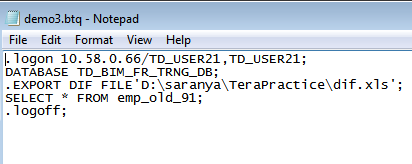 demo3.btq - Notepad
File Edit Format View Help
.logon 10.58.0.66/TD_USER21,TD_USER21;
DATABASE TD_BIM_FR_TRNG_DB;
.EXPORT DIF FILE'D:\saranya\TeraPractice\dif.xls';
SELECT * FROM emp_old_91;
.logoff;